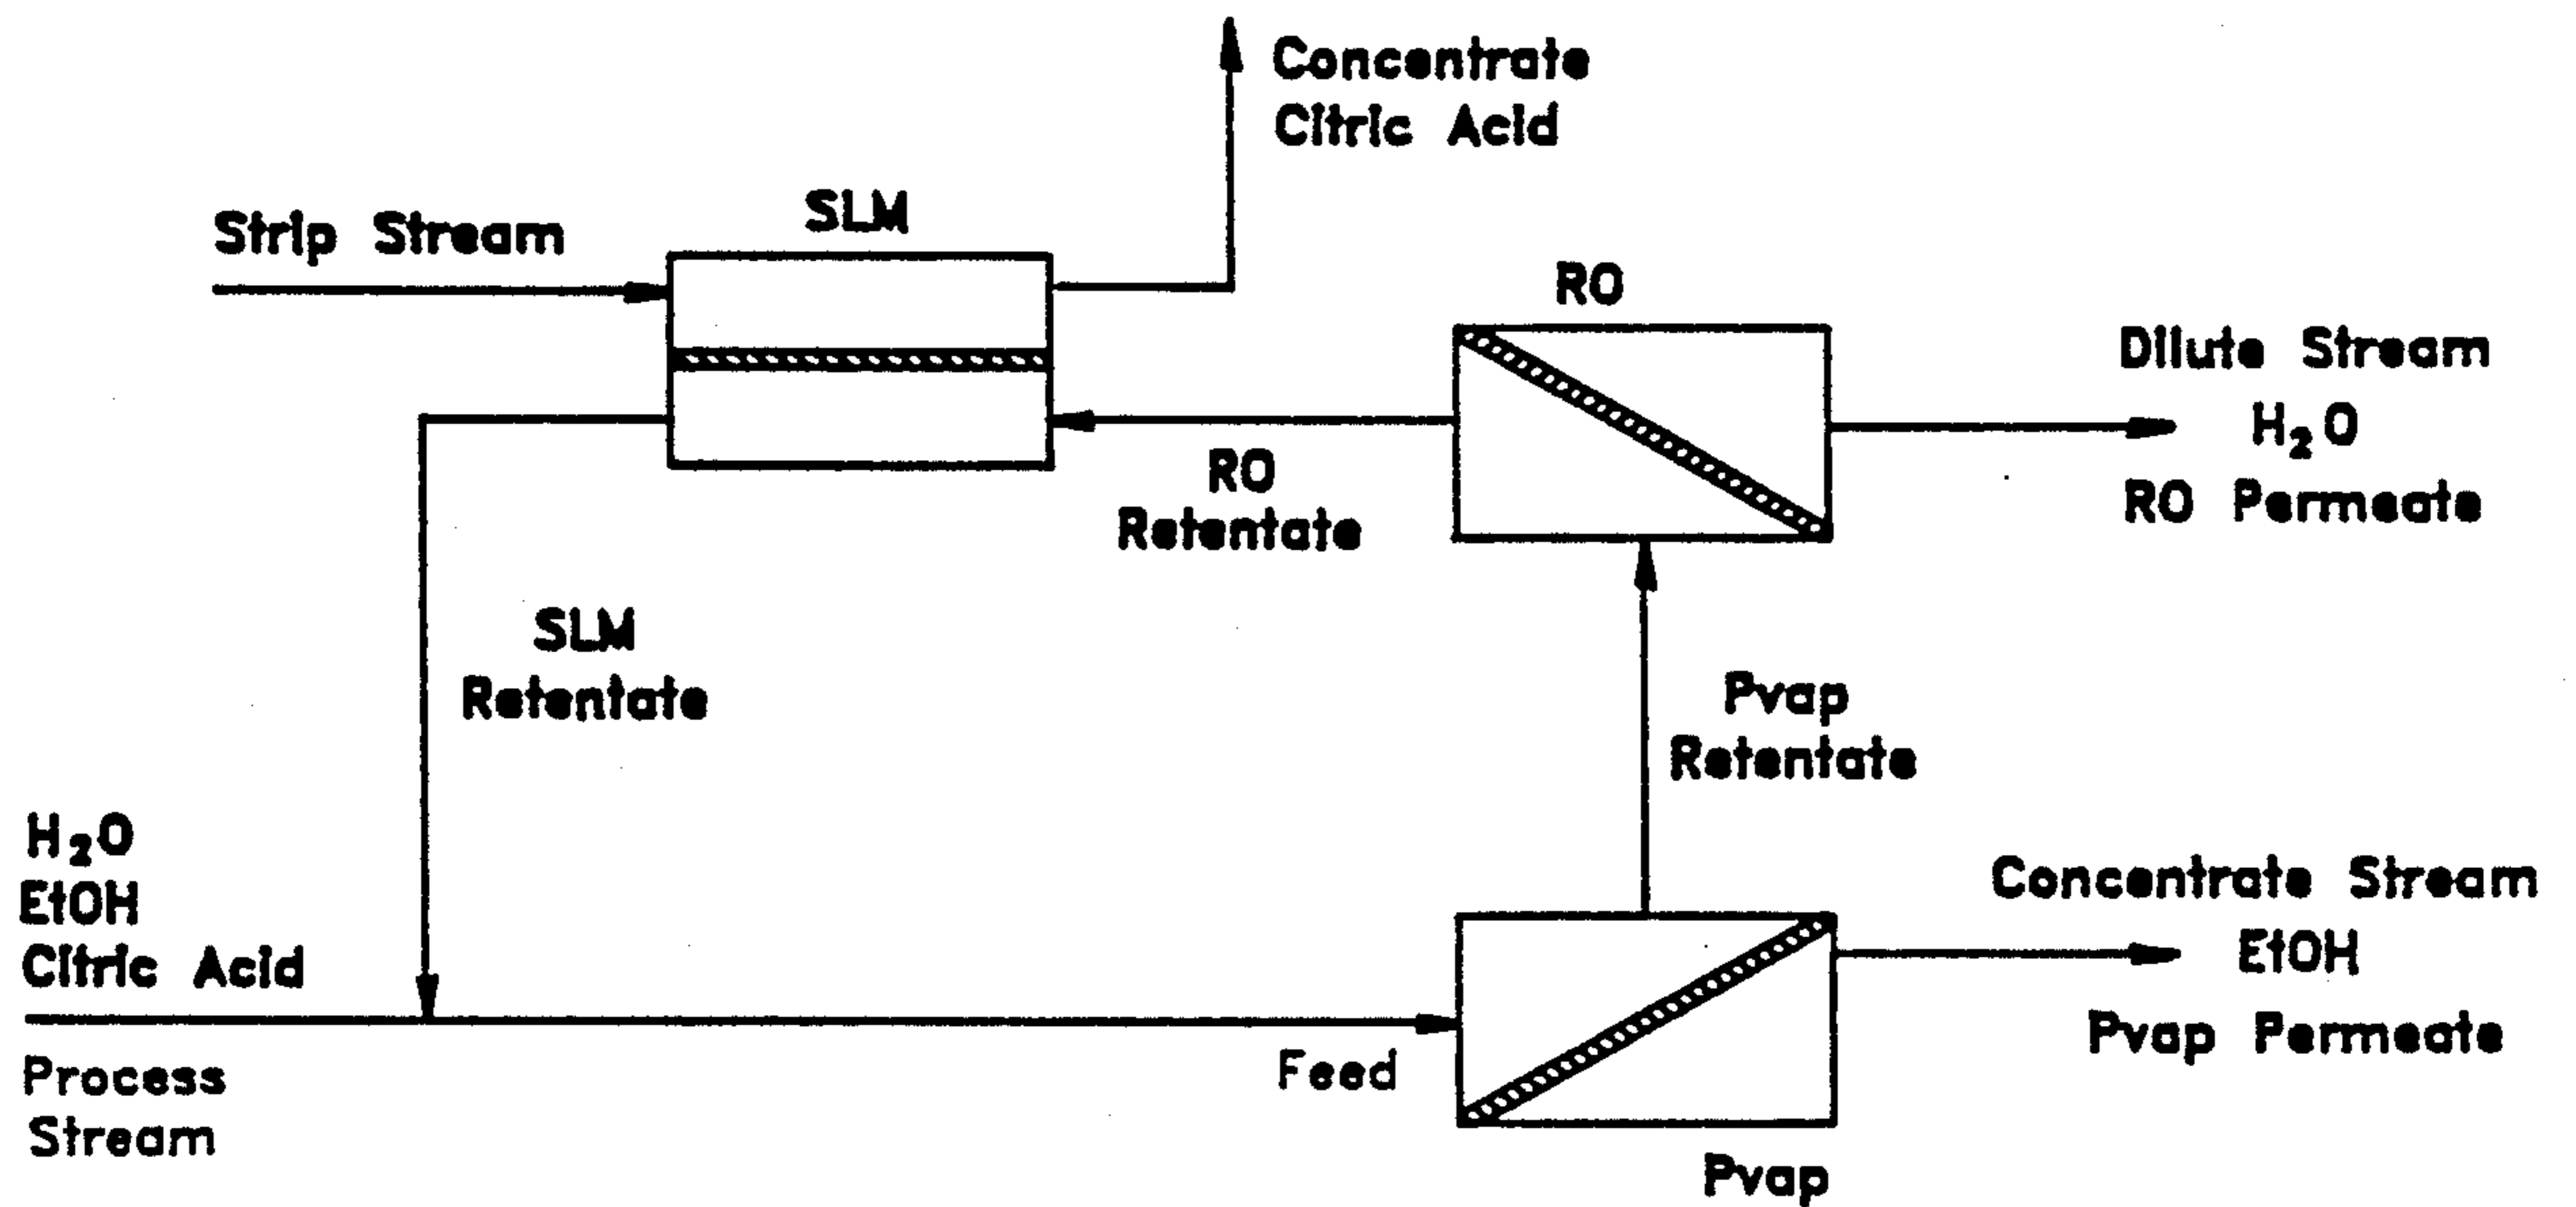 Concentrate
Citric Acid
SLM
Strip Stream
RO
Dilute Stream
H₂O
RO Permeate
RO
Retentate
SLM
Retentate
Pvap
Retentate
H₂O
EtOH
Citric Acid
Process
Stream
Feed
Concentrate Stream
EtOH
Pvap Permeate
Pvap